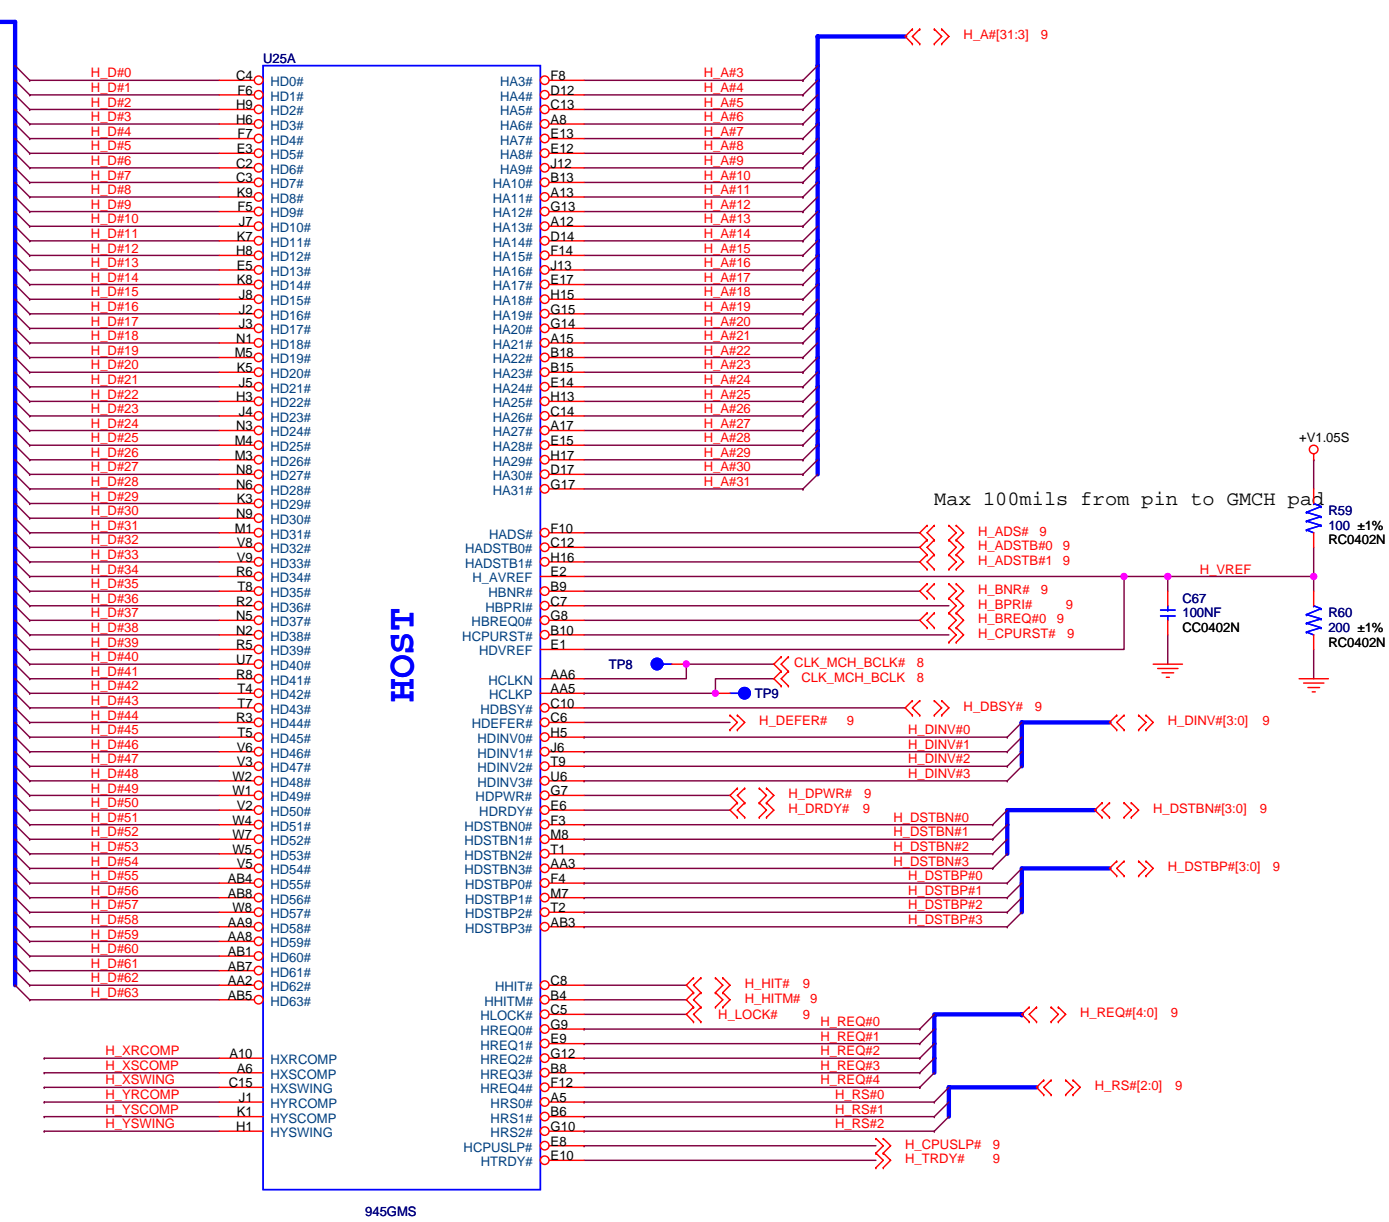 H_A#[31:3] 9
U25A
H_D#0 C4 HD0# HA3# F8 H_A#3
H_D#1 F6 HD1# HA4# D12 H_A#4
H_D#2 H9 HD2# HA5# C13 H_A#5
H_D#3 H6 HD3# HA6# A8 H_A#6
H_D#4 F7 HD4# HA7# E13 H_A#7
H_D#5 E3 HD5# HA8# E12 H_A#8
H_D#6 C2 HD6# HA9# J12 H_A#9
H_D#7 C3 HD7# HA10# B13 H_A#10
H_D#8 K9 HD8# HA11# A13 H_A#11
H_D#9 F5 HD9# HA12# G13 H_A#12
H_D#10 J7 HD10# HA13# A12 H_A#13
H_D#11 K7 HD11# HA14# D14 H_A#14
H_D#12 H8 HD12# HA15# F14 H_A#15
H_D#13 E5 HD13# HA16# J13 H_A#16
H_D#14 K8 HD14# HA17# E17 H_A#17
H_D#15 J8 HD15# HA18# H15 H_A#18
H_D#16 J2 HD16# HA19# G15 H_A#19
H_D#17 J3 HD17# HA20# G14 H_A#20
H_D#18 N1 HD18# HA21# A15 H_A#21
H_D#19 M5 HD19# HA22# B18 H_A#22
H_D#20 K5 HD20# HA23# B15 H_A#23
H_D#21 J5 HD21# HA24# E14 H_A#24
H_D#22 H3 HD22# HA25# H13 H_A#25
H_D#23 J4 HD23# HA26# C14 H_A#26
H_D#24 N3 HD24# HA27# A17 H_A#27
H_D#25 M4 HD25# HA28# E15 H_A#28
H_D#26 M3 HD26# HA29# H17 H_A#29
H_D#27 N8 HD27# HA30# D17 H_A#30
H_D#28 N6 HD28# HA31# G17 H_A#31
+V1.05S
Max 100mils from pin to GMCH pad
R59
100 ±1%
RC0402N
H_D#29 K3 HD29#
H_D#30 N9 HD30#
H_D#31 M1 HD31# HADS# F10 H_ADS# 9
H_D#32 V8 HD32# HADSTB0# C12 H_ADSTB#0 9
H_D#33 V9 HD33# HADSTB1# H16 H_ADSTB#1 9
H_D#34 R6 HD34# H_AVREF E2 H_VREF
H_D#35 T8 HD35# HBNR# B9 H_BNR# 9
H_D#36 R2 HD36# HBPRI# C7 H_BPRI# 9
H_D#37 N5 HD37# HBREQ0# G8 H_BREQ#0 9
H_D#38 N2 HD38# HCPURST# B10 H_CPURST# 9
H_D#39 R5 HD39# HDVREF E1
C67
100NF
CC0402N
R60
200 ±1%
RC0402N
HOST
H_D#40 U7 HD40# TP8 CLK_MCH_BCLK# 8
H_D#41 R8 HD41# HCLKN AA6 CLK_MCH_BCLK 8
H_D#42 T4 HD42# HCLKP AA5 TP9
H_D#43 T7 HD43# HDBSY# C10 H_DBSY# 9
H_D#44 R3 HD44# HDEFER# C6 H_DEFER# 9 H_DINV#[3:0] 9
H_D#45 T5 HD45# HDINV0# H5 H_DINV#0
H_D#46 V6 HD46# HDINV1# J6 H_DINV#1
H_D#47 V3 HD47# HDINV2# T9 H_DINV#2
H_D#48 W2 HD48# HDINV3# U6 H_DINV#3
H_D#49 W1 HD49# HDPWR# G7 H_DPWR# 9
H_D#50 V2 HD50# HDRDY# E6 H_DRDY# 9 H_DSTBN#[3:0] 9
H_D#51 W4 HD51# HDSTBN0# F3 H_DSTBN#0
H_D#52 W7 HD52# HDSTBN1# M8 H_DSTBN#1
H_D#53 W5 HD53# HDSTBN2# T1 H_DSTBN#2
H_D#54 V5 HD54# HDSTBN3# AA3 H_DSTBN#3 H_DSTBP#[3:0] 9
H_D#55 AB4 HD55# HDSTBP0# F4 H_DSTBP#0
H_D#56 AB8 HD56# HDSTBP1# M7 H_DSTBP#1
H_D#57 W8 HD57# HDSTBP2# T2 H_DSTBP#2
H_D#58 AA9 HD58# HDSTBP3# AB3 H_DSTBP#3
H_D#59 AA8 HD59#
H_D#60 AB1 HD60#
H_D#61 AB7 HD61#
H_D#62 AA2 HD62# HHIT# C8 H_HIT# 9
H_D#63 AB5 HD63# HHITM# B4 H_HITM# 9
HLOCK# C5 H_LOCK# 9 H_REQ#[4:0] 9
HREQ0# G9 H_REQ#0
HREQ1# E9 H_REQ#1
H_XRCOMP A10 HXRCOMP HREQ2# G12 H_REQ#2
H_XSCOMP A6 HXSCOMP HREQ3# B8 H_REQ#3
H_XSWING C15 HXSWING HREQ4# F12 H_REQ#4 H_RS#[2:0] 9
H_YRCOMP J1 HYRCOMP HRS0# A5 H_RS#0
H_YSCOMP K1 HYSCOMP HRS1# B6 H_RS#1
H_YSWING H1 HYSWING HRS2# G10 H_RS#2
HCPUSLP# E8 H_CPUSLP# 9
HTRDY# E10 H_TRDY# 9
945GMS